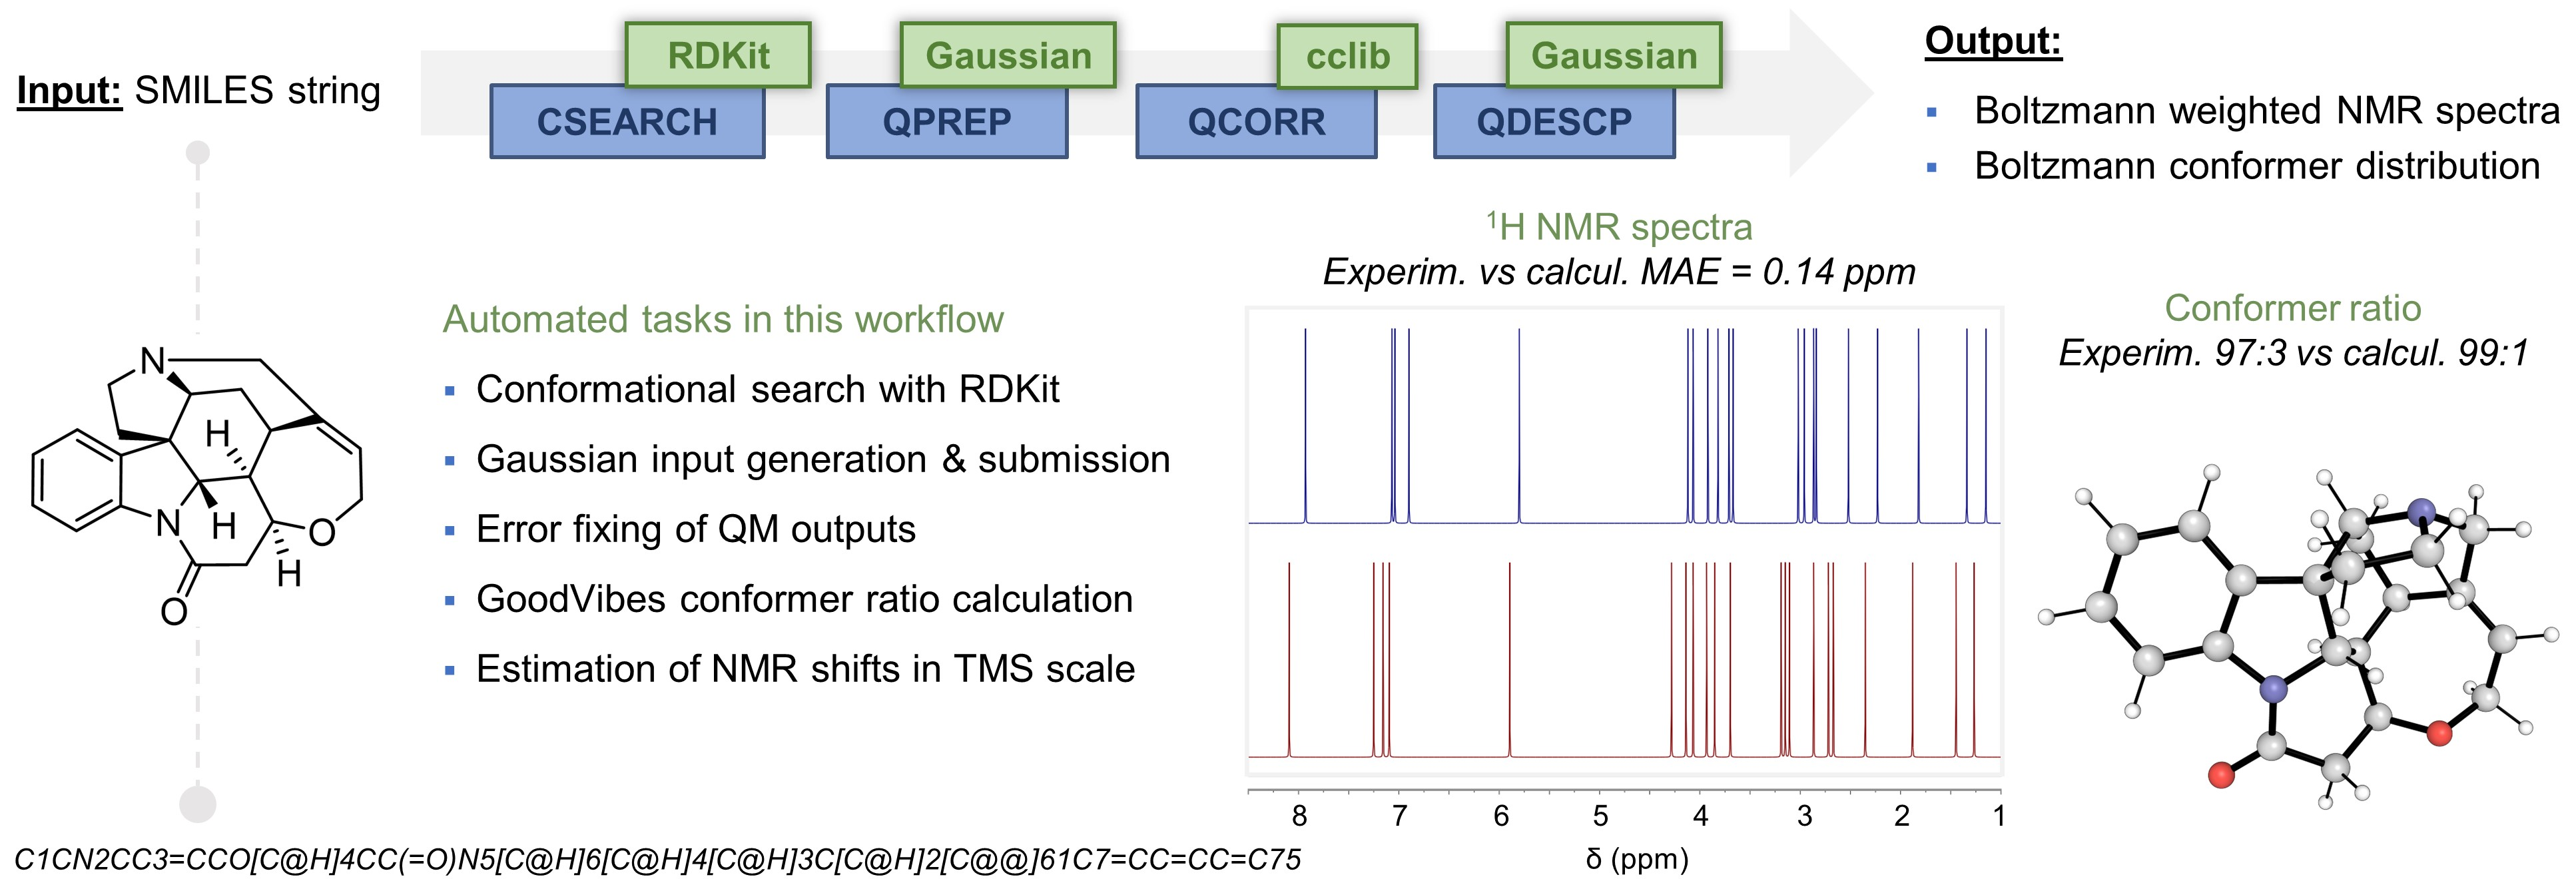 Input: SMILES string
RDKit
Gaussian
cclib
Gaussian
CSEARCH
QPREP
QCORR
QDESCP
Output:
▪ Boltzmann weighted NMR spectra
▪ Boltzmann conformer distribution
N
H
N
H
H
O
O
Automated tasks in this workflow
▪ Conformational search with RDKit
▪ Gaussian input generation & submission
▪ Error fixing of QM outputs
▪ GoodVibes conformer ratio calculation
▪ Estimation of NMR shifts in TMS scale
¹H NMR spectra
Experim. vs calcul. MAE = 0.14 ppm
8 7 6 5 4 3 2 1
δ (ppm)
Conformer ratio
Experim. 97:3 vs calcul. 99:1
C1CN2CC3=CCO[C@H]4CC(=O)N5[C@H]6[C@H]4[C@H]3C[C@H]2[C@@]61C7=CC=CC=C75